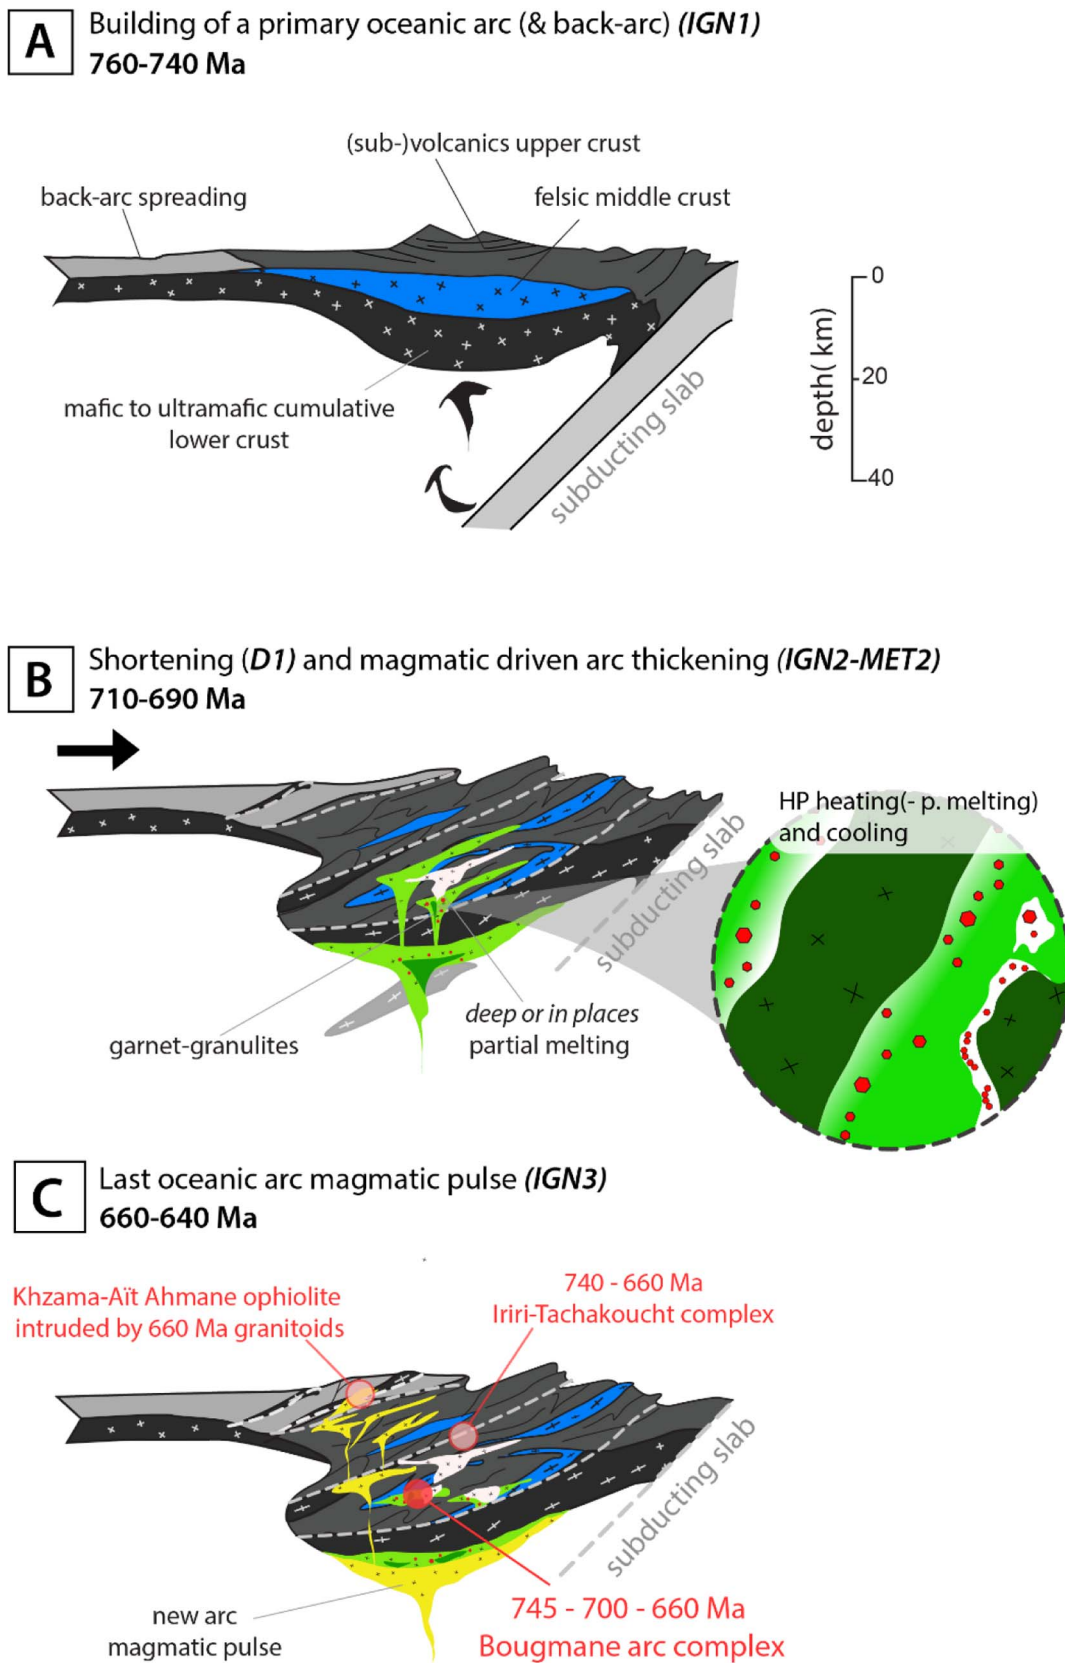 A
Building of a primary oceanic arc (& back-arc) (IGN1)
760-740 Ma
(sub-)volcanics upper crust
back-arc spreading
felsic middle crust
0
20
40
depth( km)
mafic to ultramafic cumulative
lower crust
subducting slab
B
Shortening (D1) and magmatic driven arc thickening (IGN2-MET2)
710-690 Ma
HP heating(- p. melting)
and cooling
subducting slab
deep or in places
partial melting
garnet-granulites
C
Last oceanic arc magmatic pulse (IGN3)
660-640 Ma
Khzama-Aït Ahmane ophiolite
intruded by 660 Ma granitoids
740 - 660 Ma
Iriri-Tachakoucht complex
subducting slab
new arc
magmatic pulse
745 - 700 - 660 Ma
Bougmane arc complex